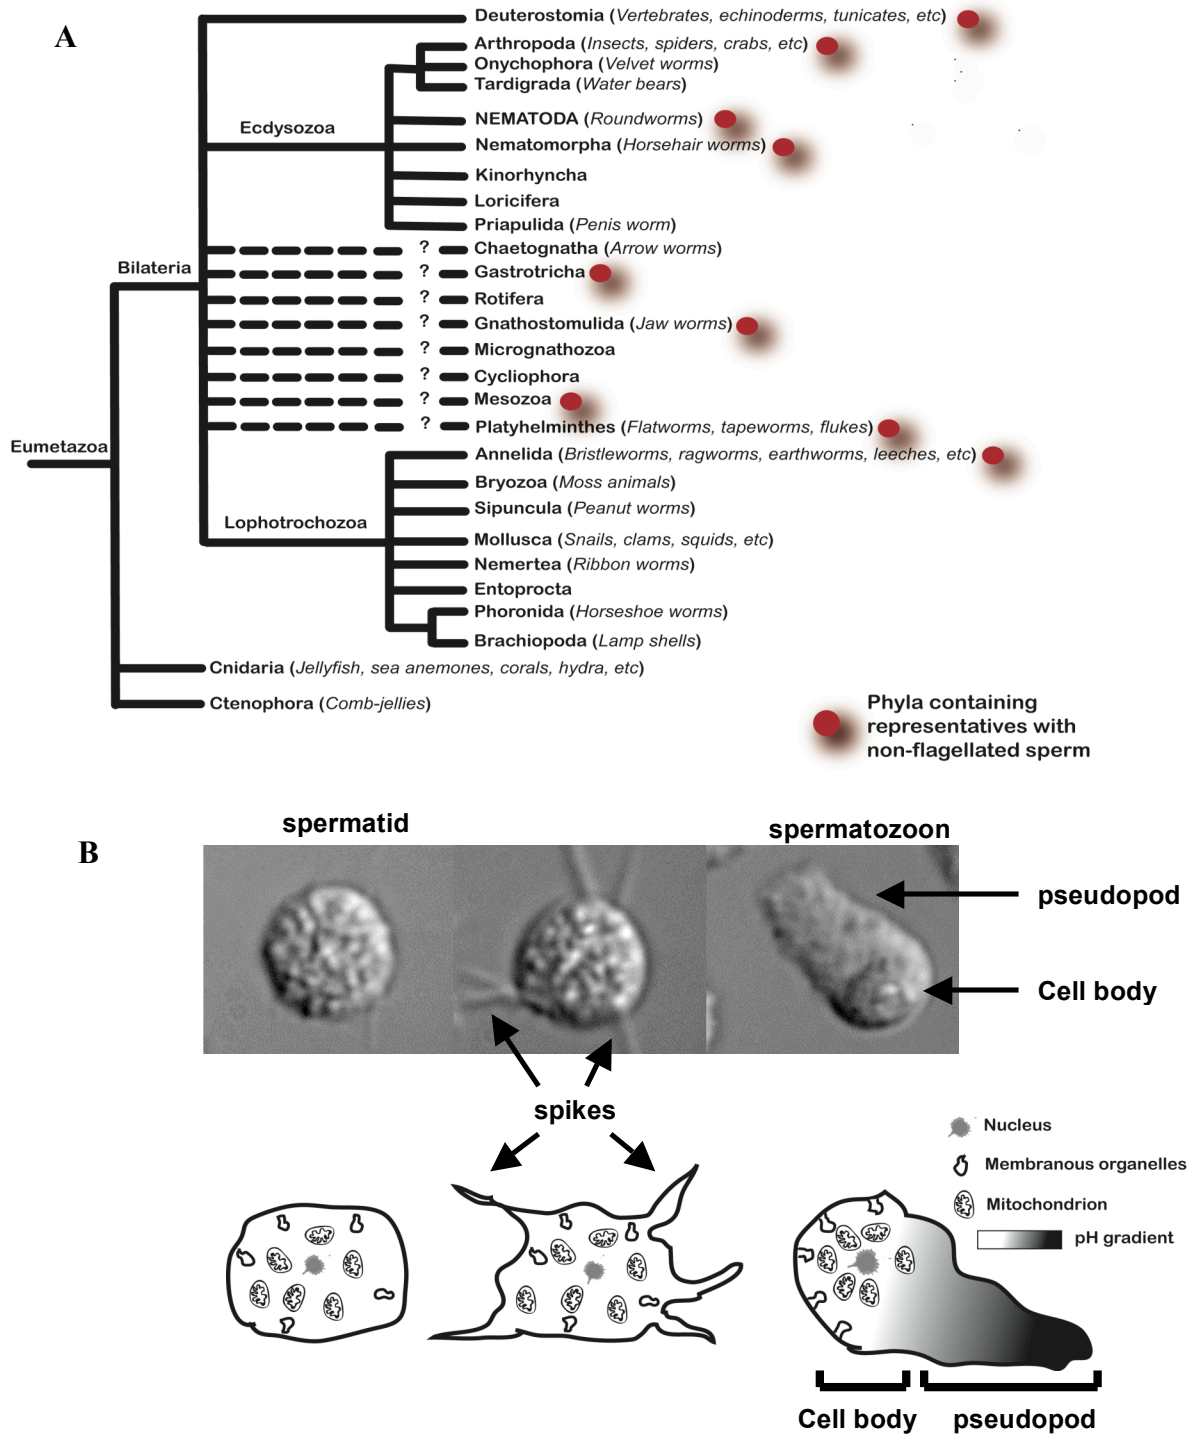 A
Deuterostomia (Vertebrates, echinoderms, tunicates, etc)
Arthropoda (Insects, spiders, crabs, etc)
Onychophora (Velvet worms)
Tardigrada (Water bears)
Ecdysozoa
NEMATODA (Roundworms)
Nematomorpha (Horsehair worms)
Kinorhyncha
Loricifera
Priapulida (Penis worm)
? Chaetognatha (Arrow worms)
Bilateria
? Gastrotricha
? Rotifera
? Gnathostomulida (Jaw worms)
? Micrognathozoa
? Cycliophora
? Mesozoa
? Platyhelminthes (Flatworms, tapeworms, flukes)
Eumetazoa
Annelida (Bristleworms, ragworms, earthworms, leeches, etc)
Bryozoa (Moss animals)
Sipuncula (Peanut worms)
Lophotrochozoa
Mollusca (Snails, clams, squids, etc)
Nemertea (Ribbon worms)
Entoprocta
Phoronida (Horseshoe worms)
Brachiopoda (Lamp shells)
Cnidaria (Jellyfish, sea anemones, corals, hydra, etc)
Ctenophora (Comb-jellies)
Phyla containing
representatives with
non-flagellated sperm
B
spermatid
spermatozoon
pseudopod
Cell body
spikes
Nucleus
Membranous organelles
Mitochondrion
pH gradient
Cell body
pseudopod